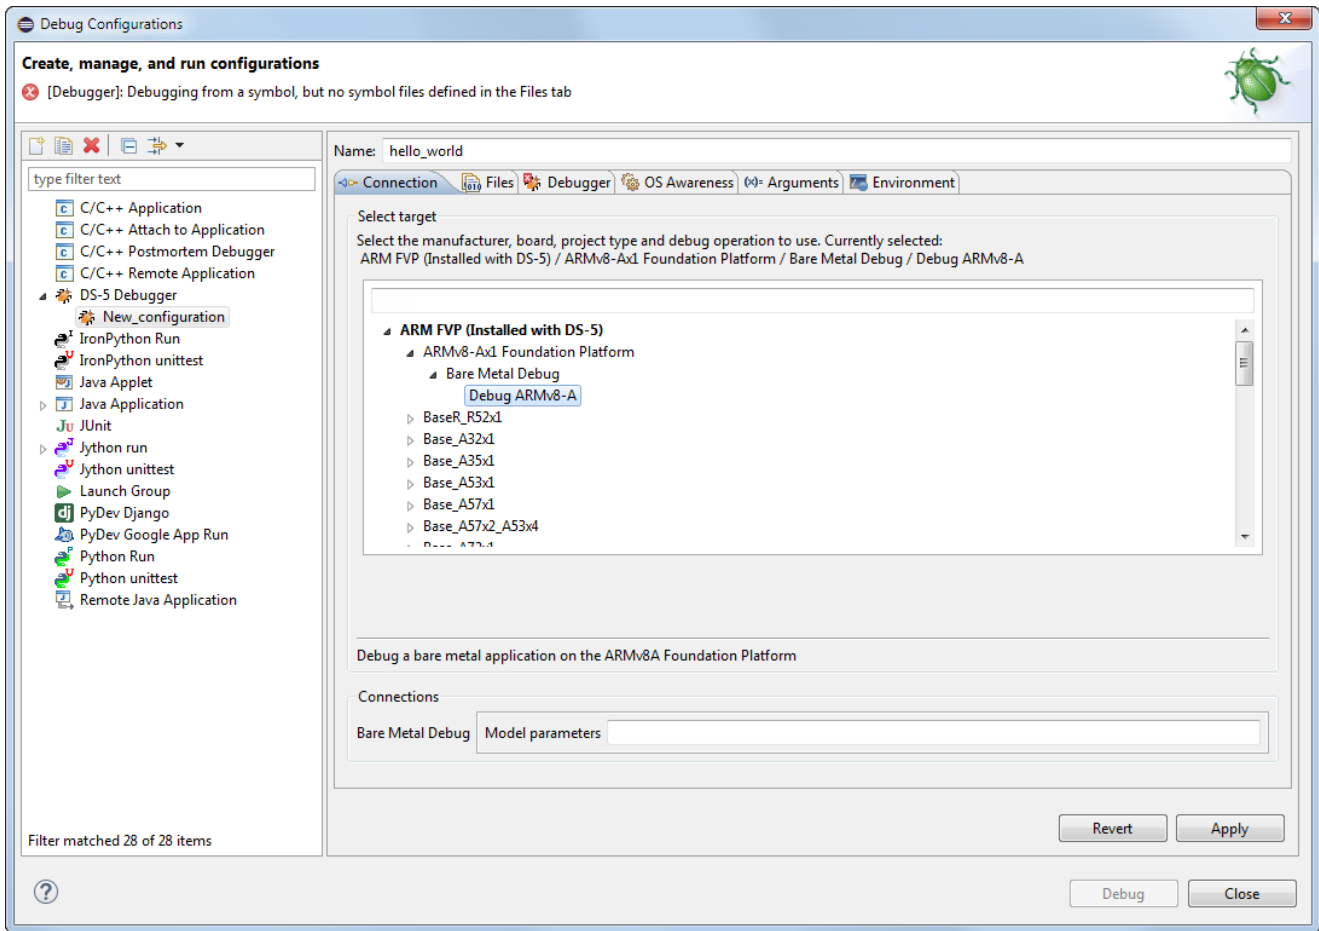 Debug Configurations
Create, manage, and run configurations
[Debugger]: Debugging from a symbol, but no symbol files defined in the Files tab
type filter text
C/C++ Application
C/C++ Attach to Application
C/C++ Postmortem Debugger
C/C++ Remote Application
DS-5 Debugger
New_configuration
IronPython Run
IronPython unittest
Java Applet
Java Application
JUnit
Jython run
Jython unittest
Launch Group
PyDev Django
PyDev Google App Run
Python Run
Python unittest
Remote Java Application
Filter matched 28 of 28 items
Name: hello_world
Connection Files Debugger OS Awareness Arguments Environment
Select target
Select the manufacturer, board, project type and debug operation to use. Currently selected:
ARM FVP (Installed with DS-5) / ARMv8-Ax1 Foundation Platform / Bare Metal Debug / Debug ARMv8-A
ARM FVP (Installed with DS-5)
ARMv8-Ax1 Foundation Platform
Bare Metal Debug
Debug ARMv8-A
BaseR_R52x1
Base_A32x1
Base_A35x1
Base_A53x1
Base_A57x1
Base_A57x2_A53x4
Debug a bare metal application on the ARMv8A Foundation Platform
Connections
Bare Metal Debug Model parameters
Revert Apply
Debug Close